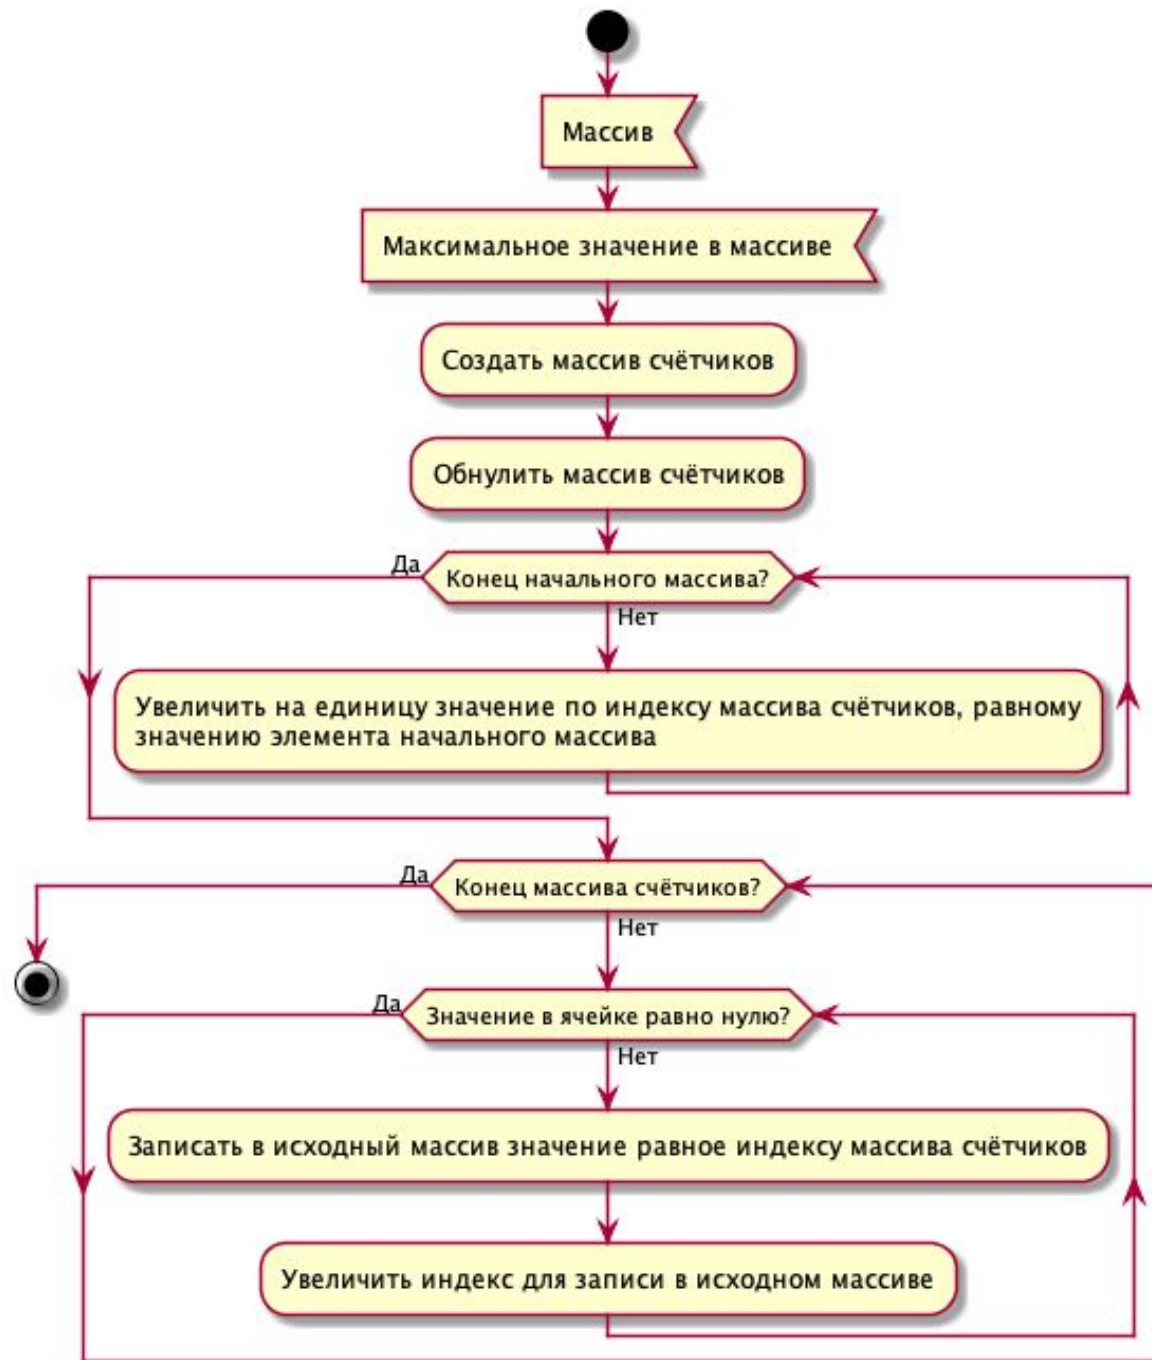 Массив
Максимальное значение в массиве
Создать массив счётчиков
Обнулить массив счётчиков
Да
Конец начального массива?
Нет
Увеличить на единицу значение по индексу массива счётчиков, равному
значению элемента начального массива
Да
Конец массива счётчиков?
Нет
Да
Значение в ячейке равно нулю?
Нет
Записать в исходный массив значение равное индексу массива счётчиков
Увеличить индекс для записи в исходном массиве